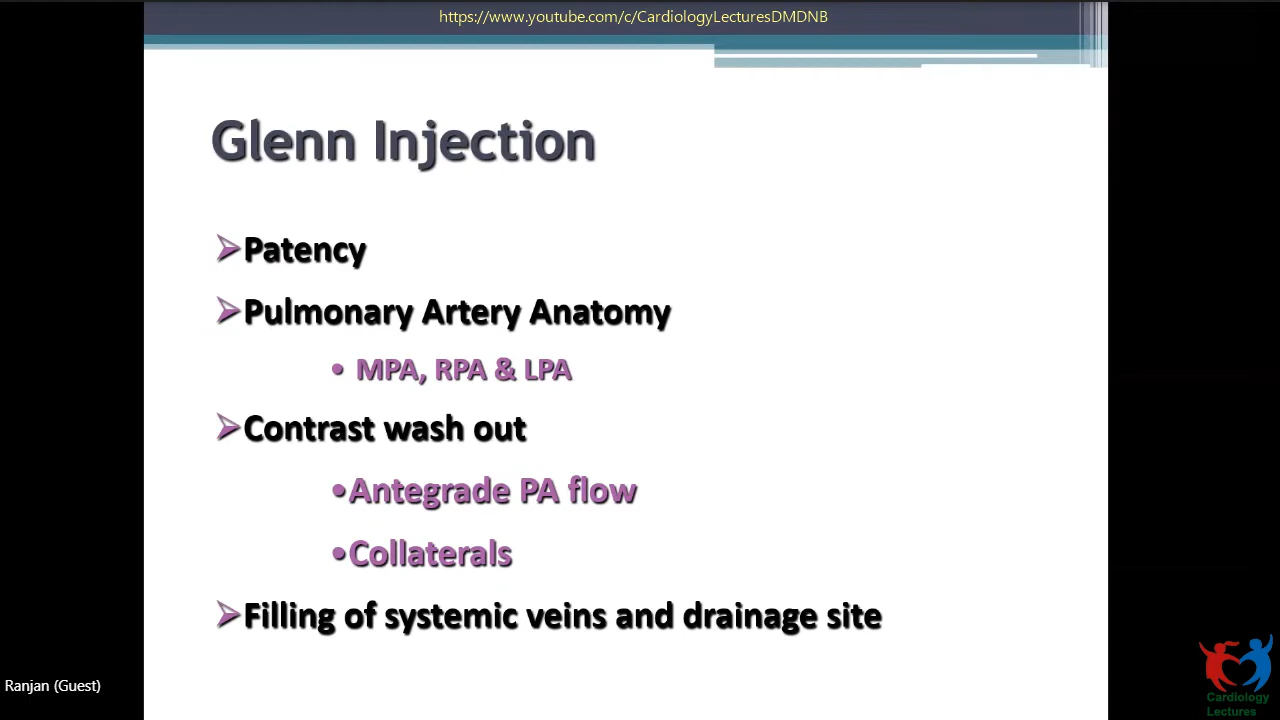 https://www.youtube.com/c/CardiologyLecturesDMDNB
Glenn Injection
➢Patency
➢Pulmonary Artery Anatomy
• MPA, RPA & LPA
➢Contrast wash out
•Antegrade PA flow
•Collaterals
➢Filling of systemic veins and drainage site
Ranjan (Guest)
Cardiology
Lectures